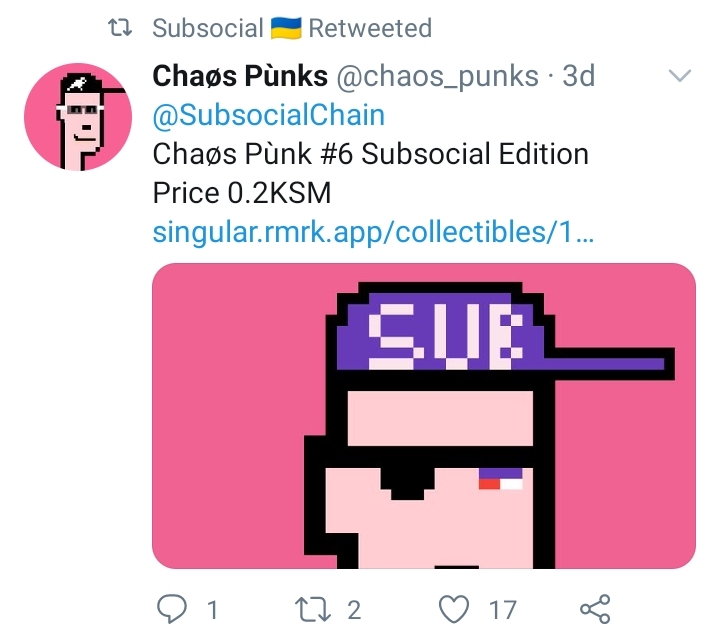 Subsocial 🇺🇦 Retweeted
Chaøs Pùnks @chaos_punks · 3d
@SubsocialChain
Chaøs Pùnk #6 Subsocial Edition
Price 0.2KSM
singular.rmrk.app/collectibles/1...
SUB
1 2 17